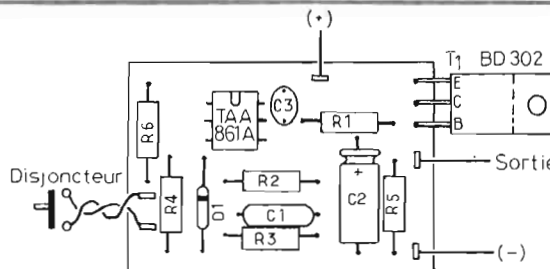 (+)
T1 BD 302
E
C
B
TAA
861A
C3
R1
R6
Sortie
Disjoncteur
R4
D1
R2
C1
R3
+
C2
R5
(-)